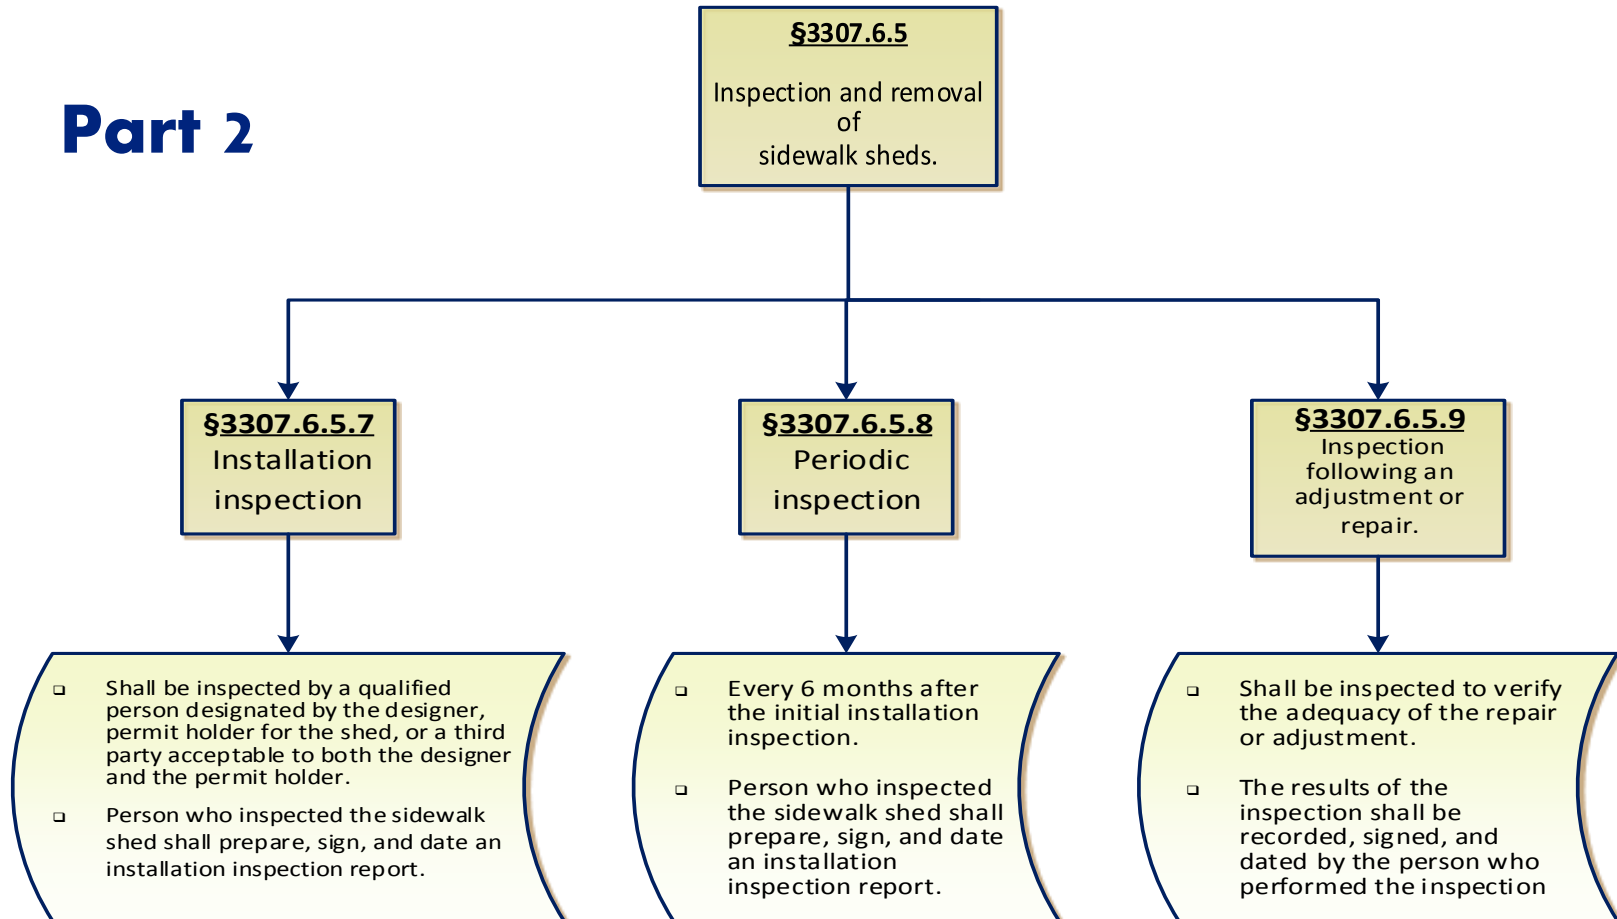 Part 2
§3307.6.5
Inspection and removal
of
sidewalk sheds.
§3307.6.5.7
Installation
inspection
§3307.6.5.8
Periodic
inspection
§3307.6.5.9
Inspection
following an
adjustment or
repair.
Shall be inspected by a qualified
person designated by the designer,
permit holder for the shed, or a third
party acceptable to both the designer
and the permit holder.
Person who inspected the sidewalk
shed shall prepare, sign, and date an
installation inspection report.
Every 6 months after
the initial installation
inspection.
Person who inspected
the sidewalk shed shall
prepare, sign, and date
an installation
inspection report.
Shall be inspected to verify
the adequacy of the repair
or adjustment.
The results of the
inspection shall be
recorded, signed, and
dated by the person who
performed the inspection